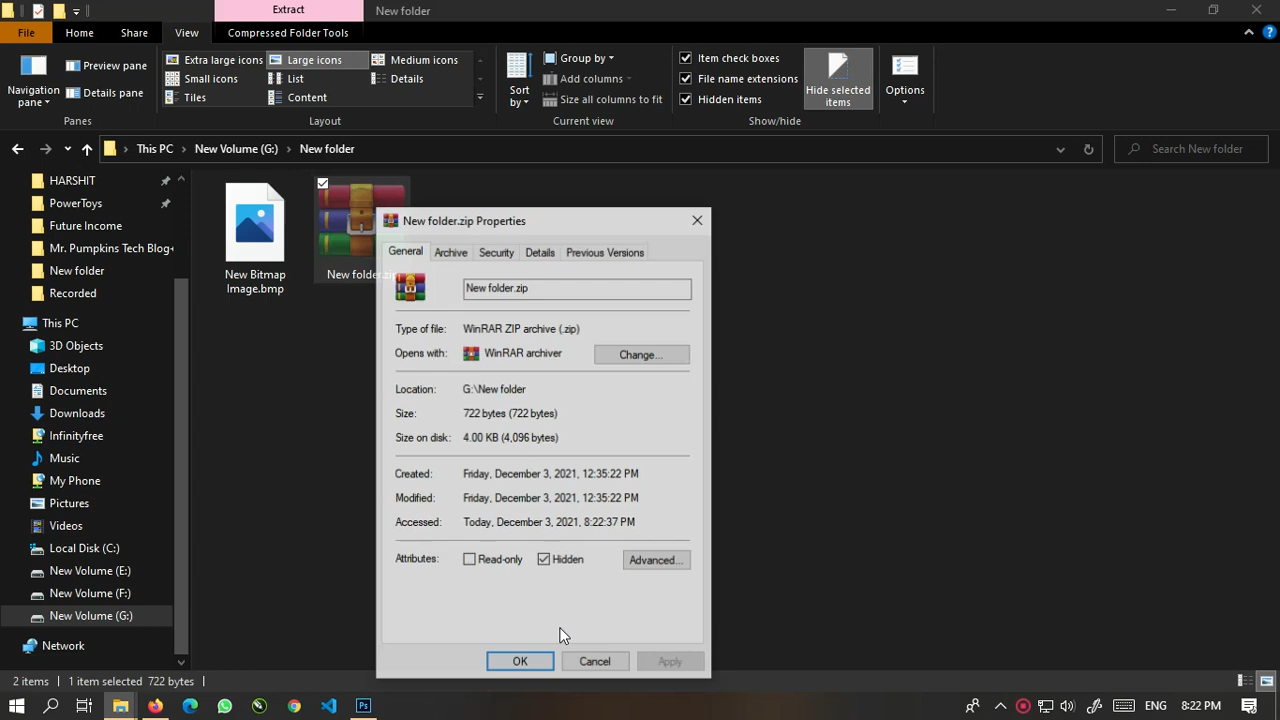 Extract
New folder
File
Home
Share
View
Compressed Folder Tools
Navigation pane
Preview pane
Details pane
Extra large icons
Large icons
Medium icons
Small icons
List
Details
Tiles
Content
Sort by
Group by
Add columns
Size all columns to fit
Item check boxes
File name extensions
Hidden items
Hide selected items
Options
Panes
Layout
Current view
Show/hide
This PC
New Volume (G:)
New folder
Search New folder
HARSHIT
PowerToys
Future Income
Mr. Pumpkins Tech Blog
New folder
Recorded
This PC
3D Objects
Desktop
Documents
Downloads
Infinityfree
Music
My Phone
Pictures
Videos
Local Disk (C:)
New Volume (E:)
New Volume (F:)
New Volume (G:)
Network
New Bitmap
Image.bmp
New folder.zip
New folder.zip Properties
General
Archive
Security
Details
Previous Versions
New folder.zip
Type of file: WinRAR ZIP archive (.zip)
Opens with: WinRAR archiver
Change...
Location: G:\New folder
Size: 722 bytes (722 bytes)
Size on disk: 4.00 KB (4,096 bytes)
Created: Friday, December 3, 2021, 12:35:22 PM
Modified: Friday, December 3, 2021, 12:35:22 PM
Accessed: Today, December 3, 2021, 8:22:37 PM
Attributes: Read-only Hidden
Advanced...
OK
Cancel
Apply
2 items
1 item selected 722 bytes
Ps
ENG
8:22 PM